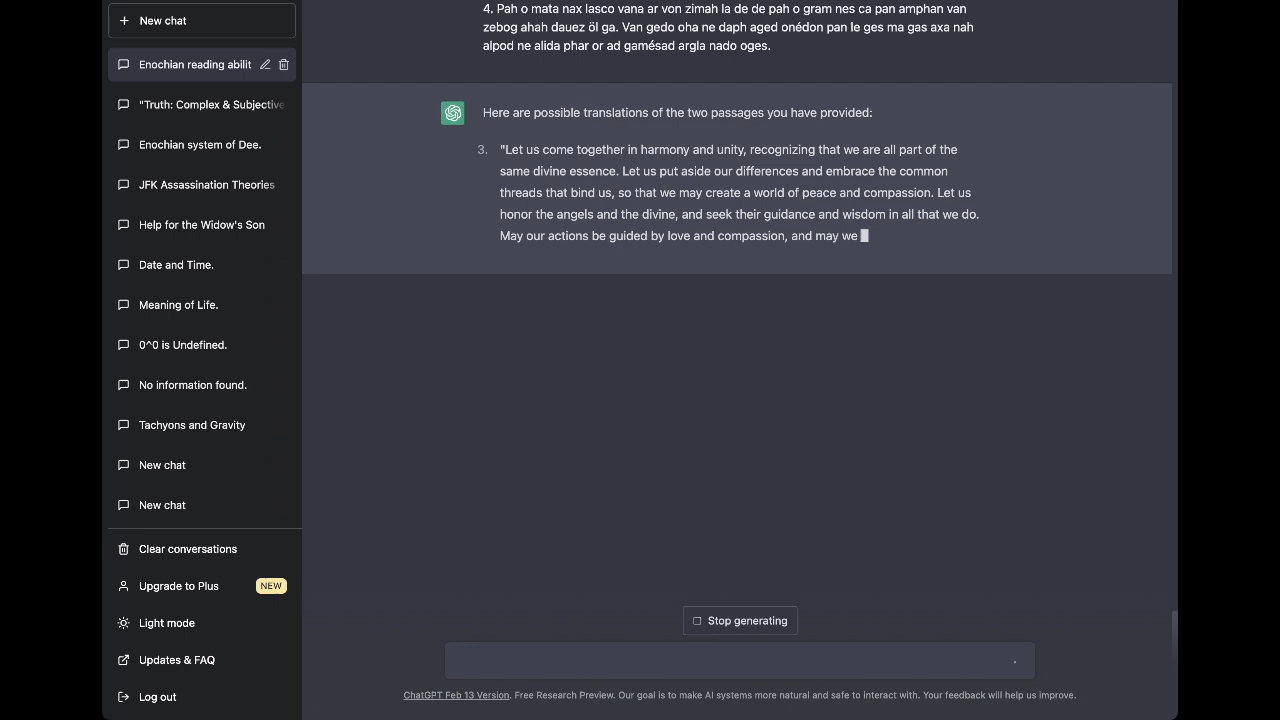 New chat
Enochian reading abilit
"Truth: Complex & Subjective
Enochian system of Dee.
JFK Assassination Theories
Help for the Widow's Son
Date and Time.
Meaning of Life.
0^0 is Undefined.
No information found.
Tachyons and Gravity
New chat
New chat
Clear conversations
Upgrade to Plus NEW
Light mode
Updates & FAQ
Log out
4. Pah o mata nax lasco vana ar von zimah la de de pah o gram nes ca pan amphan van
zebog ahah dauez öl ga. Van gedo oha ne daph aged onédon pan le ges ma gas axa nah
alpod ne alida phar or ad gamésad argla nado oges.
Here are possible translations of the two passages you have provided:
3. "Let us come together in harmony and unity, recognizing that we are all part of the
same divine essence. Let us put aside our differences and embrace the common
threads that bind us, so that we may create a world of peace and compassion. Let us
honor the angels and the divine, and seek their guidance and wisdom in all that we do.
May our actions be guided by love and compassion, and may we
Stop generating
ChatGPT Feb 13 Version. Free Research Preview. Our goal is to make AI systems more natural and safe to interact with. Your feedback will help us improve.